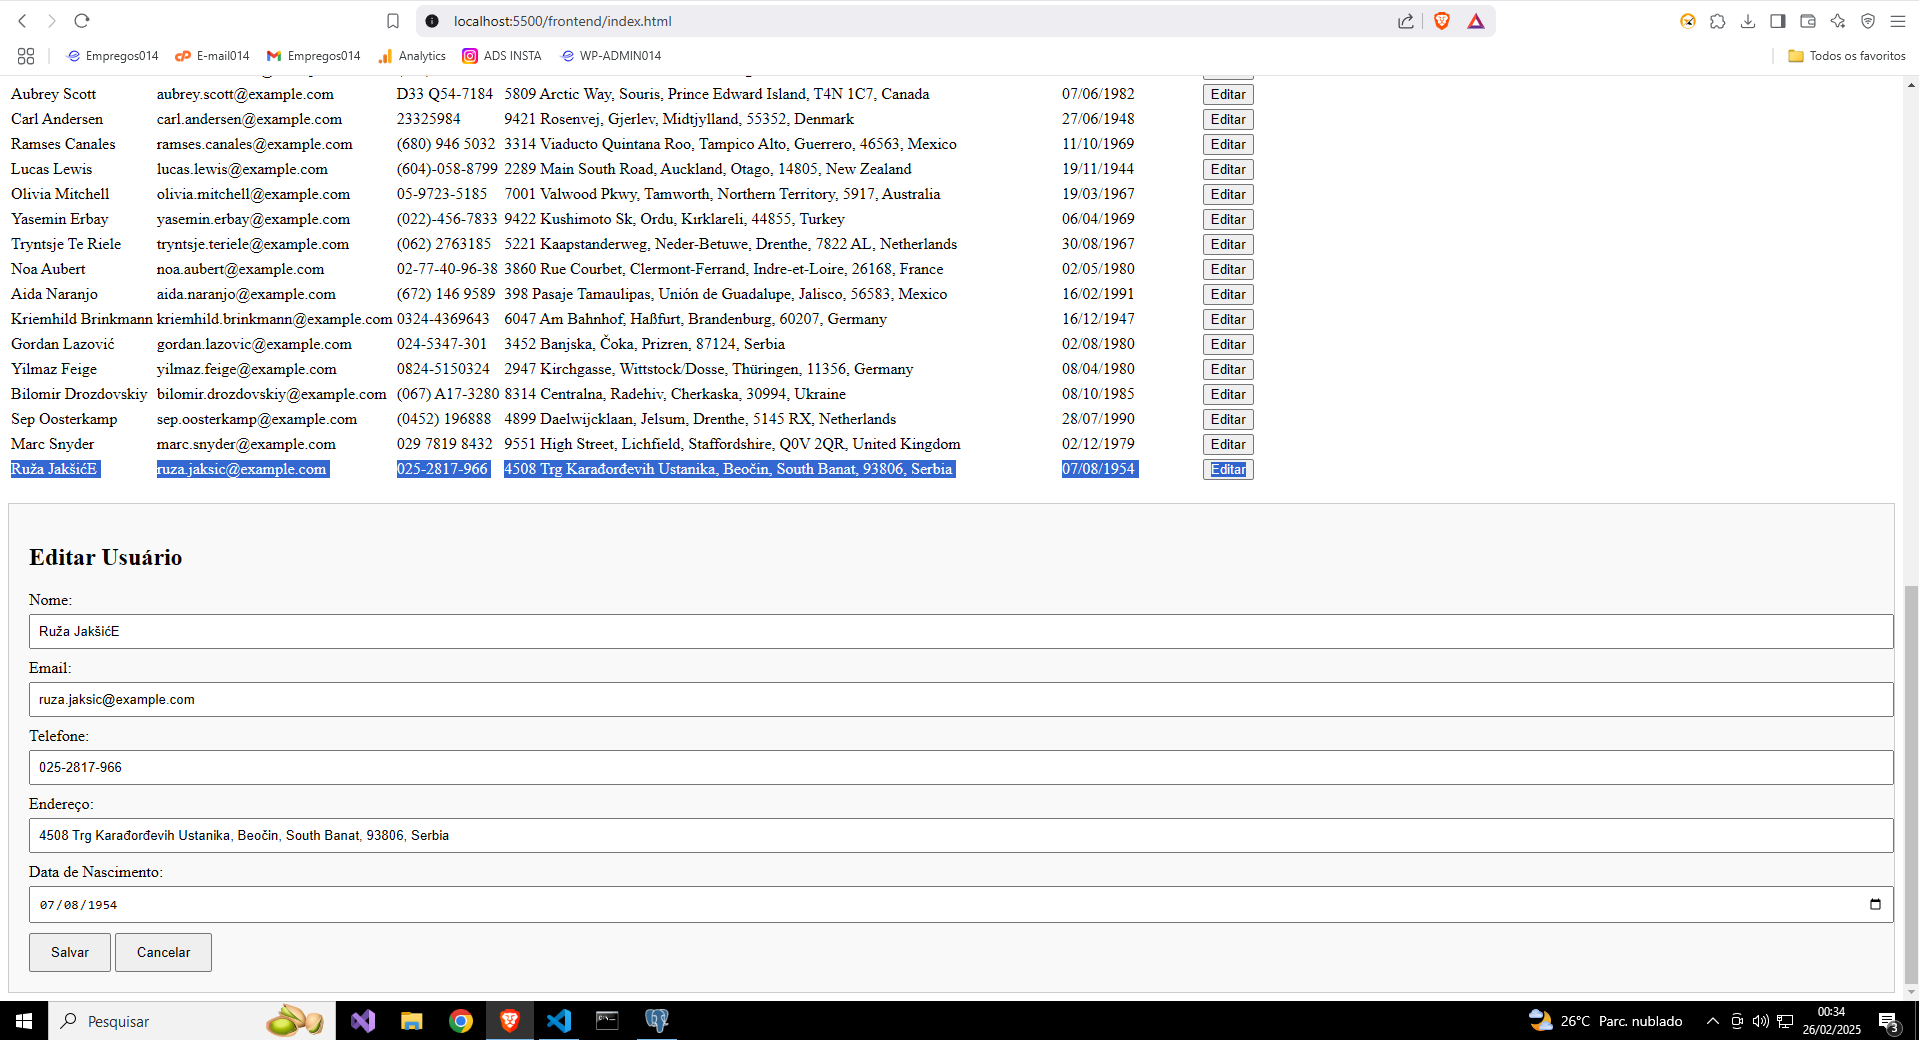 localhost:5500/frontend/index.html
Empregos014 E-mail014 Empregos014 Analytics ADS INSTA WP-ADMIN014 Todos os favoritos
Aubrey Scott aubrey.scott@example.com D33 Q54-7184 5809 Arctic Way, Souris, Prince Edward Island, T4N 1C7, Canada 07/06/1982 Editar
Carl Andersen carl.andersen@example.com 23325984 9421 Rosenvej, Gjerlev, Midtjylland, 55352, Denmark 27/06/1948 Editar
Ramses Canales ramses.canales@example.com (680) 946 5032 3314 Viaducto Quintana Roo, Tampico Alto, Guerrero, 46563, Mexico 11/10/1969 Editar
Lucas Lewis lucas.lewis@example.com (604)-058-8799 2289 Main South Road, Auckland, Otago, 14805, New Zealand 19/11/1944 Editar
Olivia Mitchell olivia.mitchell@example.com 05-9723-5185 7001 Valwood Pkwy, Tamworth, Northern Territory, 5917, Australia 19/03/1967 Editar
Yasemin Erbay yasemin.erbay@example.com (022)-456-7833 9422 Kushimoto Sk, Ordu, Kırklareli, 44855, Turkey 06/04/1969 Editar
Tryntsje Te Riele tryntsje.teriele@example.com (062) 2763185 5221 Kaapstanderweg, Neder-Betuwe, Drenthe, 7822 AL, Netherlands 30/08/1967 Editar
Noa Aubert noa.aubert@example.com 02-77-40-96-38 3860 Rue Courbet, Clermont-Ferrand, Indre-et-Loire, 26168, France 02/05/1980 Editar
Aida Naranjo aida.naranjo@example.com (672) 146 9589 398 Pasaje Tamaulipas, Unión de Guadalupe, Jalisco, 56583, Mexico 16/02/1991 Editar
Kriemhild Brinkmann kriemhild.brinkmann@example.com 0324-4369643 6047 Am Bahnhof, Haßfurt, Brandenburg, 60207, Germany 16/12/1947 Editar
Gordan Lazović gordan.lazovic@example.com 024-5347-301 3452 Banjska, Čoka, Prizren, 87124, Serbia 02/08/1980 Editar
Yilmaz Feige yilmaz.feige@example.com 0824-5150324 2947 Kirchgasse, Wittstock/Dosse, Thüringen, 11356, Germany 08/04/1980 Editar
Bilomir Drozdovskiy bilomir.drozdovskiy@example.com (067) A17-3280 8314 Centralna, Radehiv, Cherkaska, 30994, Ukraine 08/10/1985 Editar
Sep Oosterkamp sep.oosterkamp@example.com (0452) 196888 4899 Daelwijcklaan, Jelsum, Drenthe, 5145 RX, Netherlands 28/07/1990 Editar
Marc Snyder marc.snyder@example.com 029 7819 8432 9551 High Street, Lichfield, Staffordshire, Q0V 2QR, United Kingdom 02/12/1979 Editar
Ruža JakšićE ruza.jaksic@example.com 025-2817-966 4508 Trg Karađorđevih Ustanika, Beočin, South Banat, 93806, Serbia 07/08/1954 Editar
Editar Usuário
Nome:
Ruža JakšićE
Email:
ruza.jaksic@example.com
Telefone:
025-2817-966
Endereço:
4508 Trg Karađorđevih Ustanika, Beočin, South Banat, 93806, Serbia
Data de Nascimento:
07/08/1954
Salvar Cancelar
Pesquisar 26°C Parc. nublado 00:34
26/02/2025 3